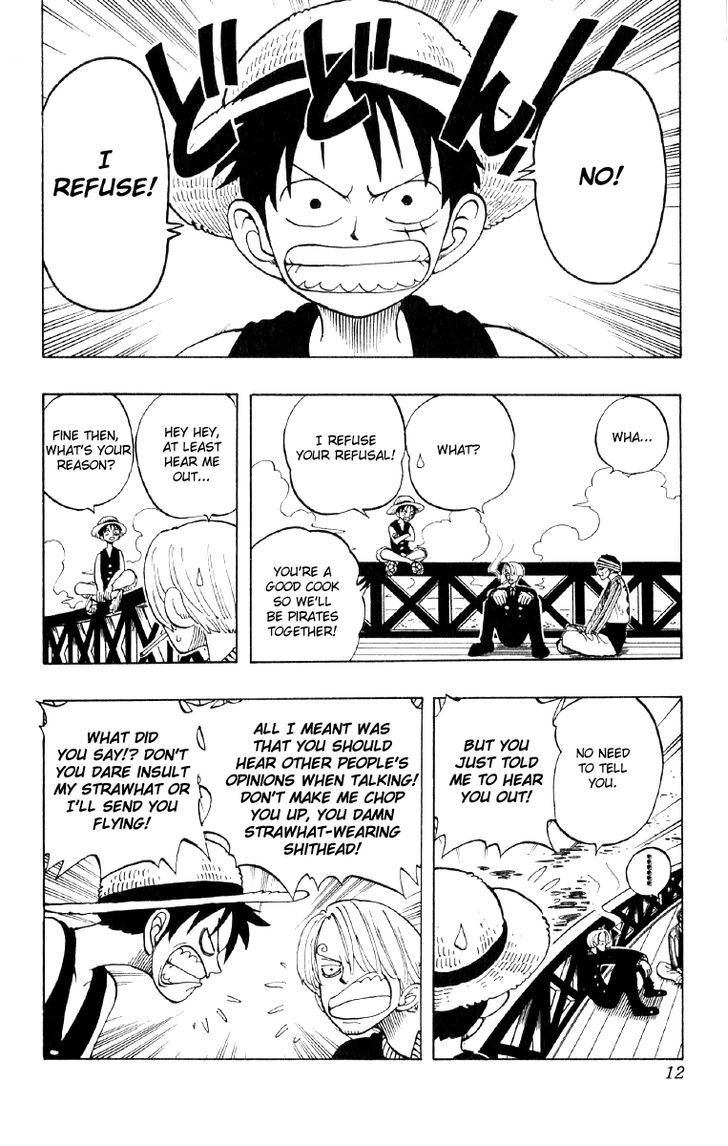 NO!
どどん!!
I
REFUSE!
WHA...
WHAT?
I REFUSE
YOUR REFUSAL!
YOU'RE A
GOOD COOK
SO WE'LL
BE PIRATES
TOGETHER!
HEY HEY,
AT LEAST
HEAR ME
OUT...
FINE THEN,
WHAT'S YOUR
REASON?
NO NEED
TO TELL
YOU.
BUT YOU
JUST TOLD
ME TO HEAR
YOU OUT!
ALL I MEANT WAS
THAT YOU SHOULD
HEAR OTHER PEOPLE'S
OPINIONS WHEN TALKING!
DON'T MAKE ME CHOP
YOU UP, YOU DAMN
STRAWHAT-WEARING
SHITHEAD!
WHAT DID
YOU SAY!? DON'T
YOU DARE INSULT
MY STRAWHAT OR
I'LL SEND YOU
FLYING!
12